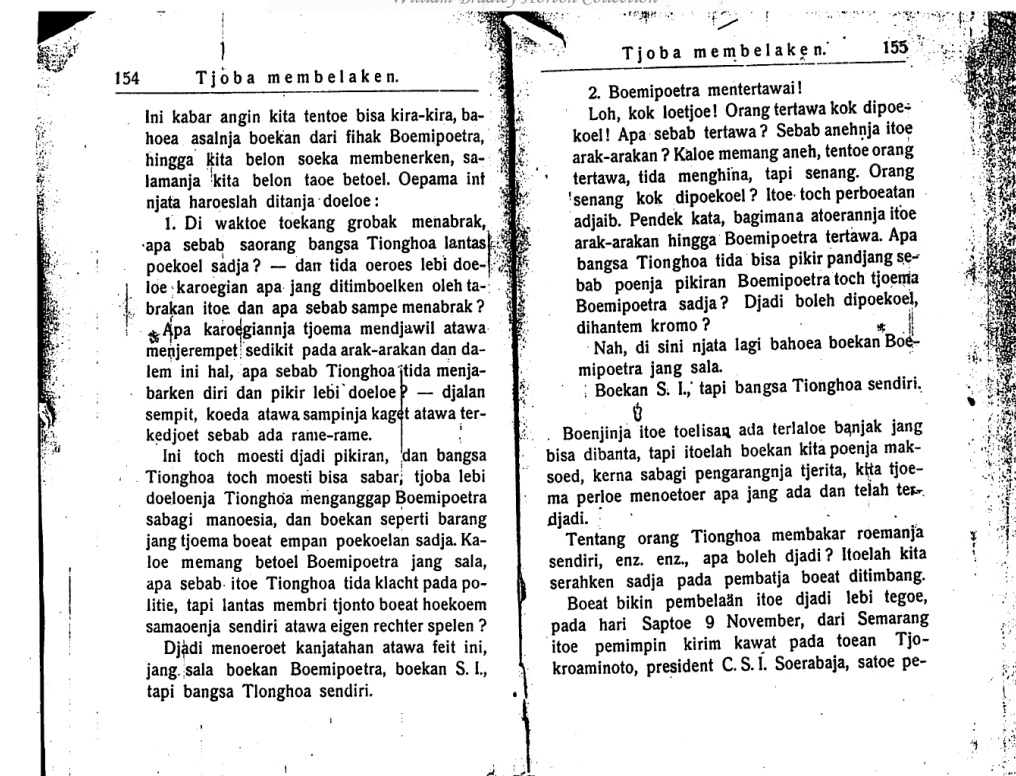 William Bradley Horton Collection
154 Tjoba membelaken.
Ini kabar angin kita tentoe bisa kira-kira, ba-
hoea asalnja boekan dari fihak Boemipoetra,
hingga kita belon soeka membenerken, sa-
lamanja kita belon taoe betoel. Oepama ini
njata haroeslah ditanja doeloe:
1. Di waktoe toekang grobak menabrak,
apa sebab saorang bangsa Tionghoa lantas
poekoel sadja? — dan tida oeroes lebi doe-
loe karoegian apa jang ditimboelken oleh ta-
brakan itoe dan apa sebab sampe menabrak?
Apa karoegiannja tjoema mendjawil atawa
menjerempet sedikit pada arak-arakan dan da-
lem ini hal, apa sebab Tionghoa tida menja-
barken diri dan pikir lebi doeloe? — djalan
sempit, koeda atawa sampinja kaget atawa ter-
kedjoet sebab ada rame-rame.
Ini toch moesti djadi pikiran, dan bangsa
Tionghoa toch moesti bisa sabar, tjoba lebi
doeloenja Tionghoa menganggap Boemipoetra
sabagi manoesia, dan boekan seperti barang
jang tjoema boeat empan poekoelan sadja. Ka-
loe memang betoel Boemipoetra jang sala,
apa sebab itoe Tionghoa tida klacht pada po-
litie, tapi lantas membri tjonto boeat hoekoem
samaoenja sendiri atawa eigen rechter spelen?
Djadi menoeroet kanjatahan atawa feit ini,
jang sala boekan Boemipoetra, boekan S. I.,
tapi bangsa Tionghoa sendiri.
Tjoba membelaken. 155
2. Boemipoetra mentertawai!
Loh, kok loetjoe! Orang tertawa kok dipoe-
koel! Apa sebab tertawa? Sebab anehnja itoe
arak-arakan? Kaloe memang aneh, tentoe orang
tertawa, tida menghina, tapi senang. Orang
senang kok dipoekoel? Itoe toch perboeatan
adjaib. Pendek kata, bagimana atoerannja itoe
arak-arakan hingga Boemipoetra tertawa. Apa
bangsa Tionghoa tida bisa pikir pandjang se-
bab poenja pikiran Boemipoetra toch tjoema
Boemipoetra sadja? Djadi boleh dipoekoel,
dihantem kromo?
Nah, di sini njata lagi bahoea boekan Boe-
mipoetra jang sala.
Boekan S. I., tapi bangsa Tionghoa sendiri.
Boenjinja itoe toelisan ada terlaloe banjak jang
bisa dibanta, tapi itoelah boekan kita poenja mak-
soed, kerna sabagi pengarangnja tjerita, kita tjoe-
ma perloe menoetoer apa jang ada dan telah ter-
djadi.
Tentang orang Tionghoa membakar roemanja
sendiri, enz. enz., apa boleh djadi? Itoelah kita
serahken sadja pada pembatja boeat ditimbang.
Boeat bikin pembelaän itoe djadi lebi tegoe,
pada hari Saptoe 9 November, dari Semarang
itoe pemimpin kirim kawat pada toean Tjo-
kroaminoto, president C. S. I. Soerabaja, satoe pe-